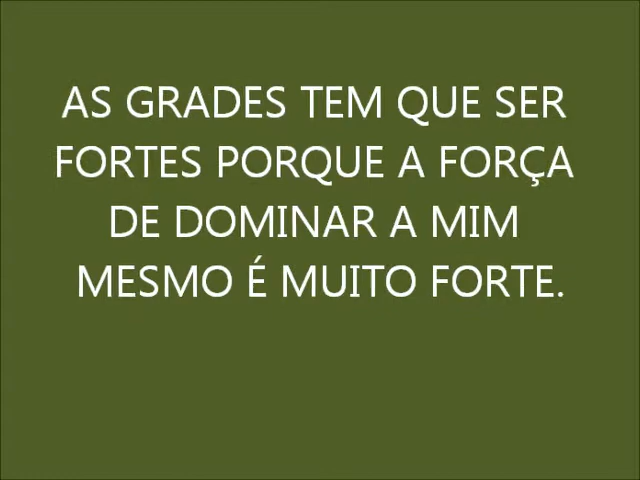 AS GRADES TEM QUE SER
FORTES PORQUE A FORÇA
DE DOMINAR A MIM
MESMO É MUITO FORTE.